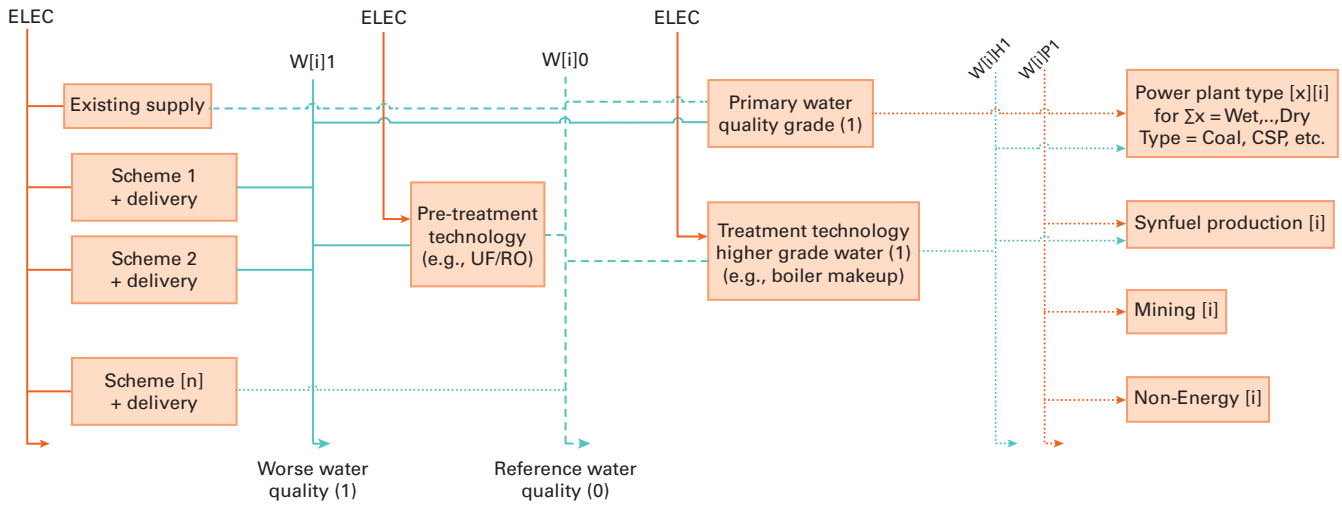 ELEC
ELEC
ELEC
W[i]1
W[i]0
W[i]H1
W[i]P1
Existing supply
Primary water
quality grade (1)
Power plant type [x][i]
for Σx = Wet,..,Dry
Type = Coal, CSP, etc.
Scheme 1
+ delivery
Pre-treatment
technology
(e.g., UF/RO)
Treatment technology
higher grade water (1)
(e.g., boiler makeup)
Synfuel production [i]
Scheme 2
+ delivery
Mining [i]
Scheme [n]
+ delivery
Non-Energy [i]
Worse water
quality (1)
Reference water
quality (0)